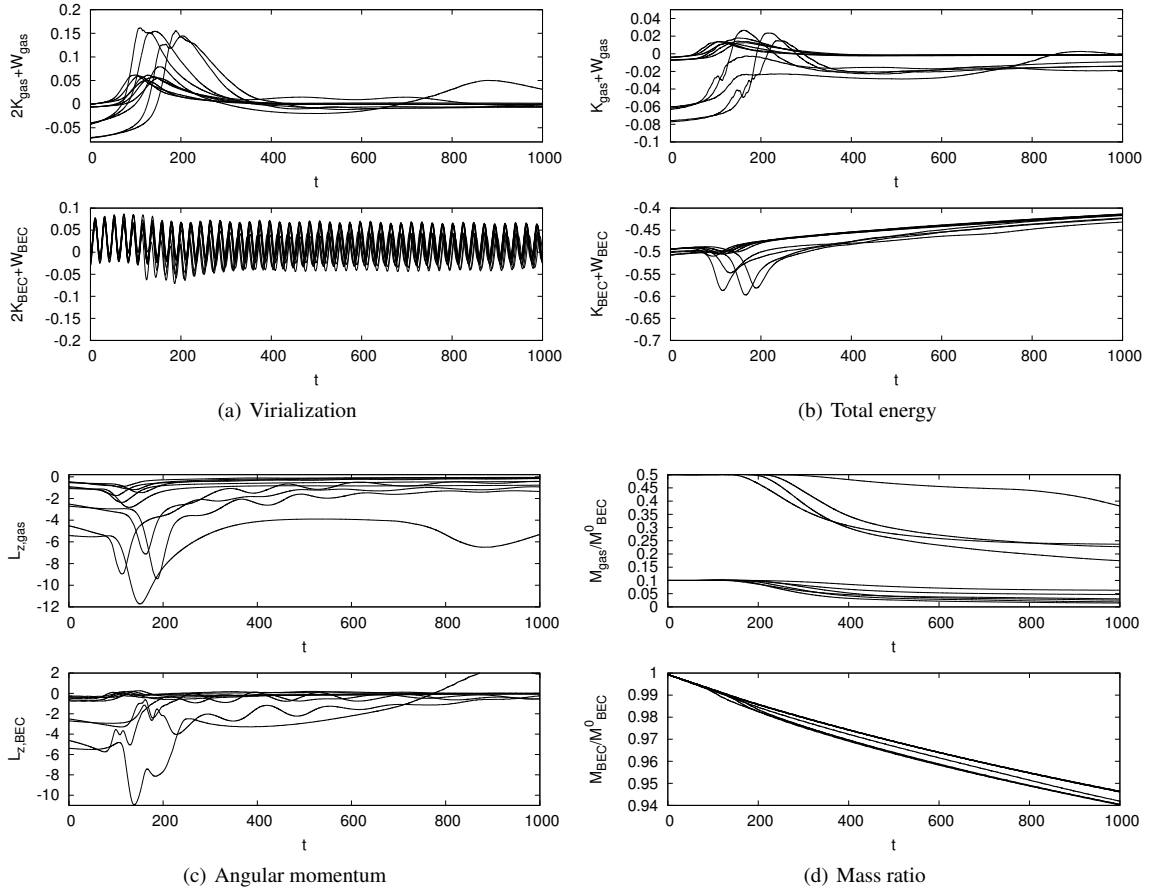 0.2
0.15
0.1
0.05
0
-0.05
2K_gas+W_gas
0 200 400 600 800 1000
t
0.1
0.05
0
-0.05
-0.1
-0.15
-0.2
2K_BEC+W_BEC
0 200 400 600 800 1000
t
(a) Virialization
0.04
0.02
0
-0.02
-0.04
-0.06
-0.08
-0.1
K_gas+W_gas
0 200 400 600 800 1000
t
-0.4
-0.45
-0.5
-0.55
-0.6
-0.65
-0.7
K_BEC+W_BEC
0 200 400 600 800 1000
t
(b) Total energy
0
-2
-4
-6
-8
-10
-12
L_z,gas
0 200 400 600 800 1000
t
2
0
-2
-4
-6
-8
-10
L_z,BEC
0 200 400 600 800 1000
t
(c) Angular momentum
0.5
0.45
0.4
0.35
0.3
0.25
0.2
0.15
0.1
0.05
0
M_gas/M^0_BEC
0 200 400 600 800 1000
t
1
0.99
0.98
0.97
0.96
0.95
0.94
M_BEC/M^0_BEC
0 200 400 600 800 1000
t
(d) Mass ratio